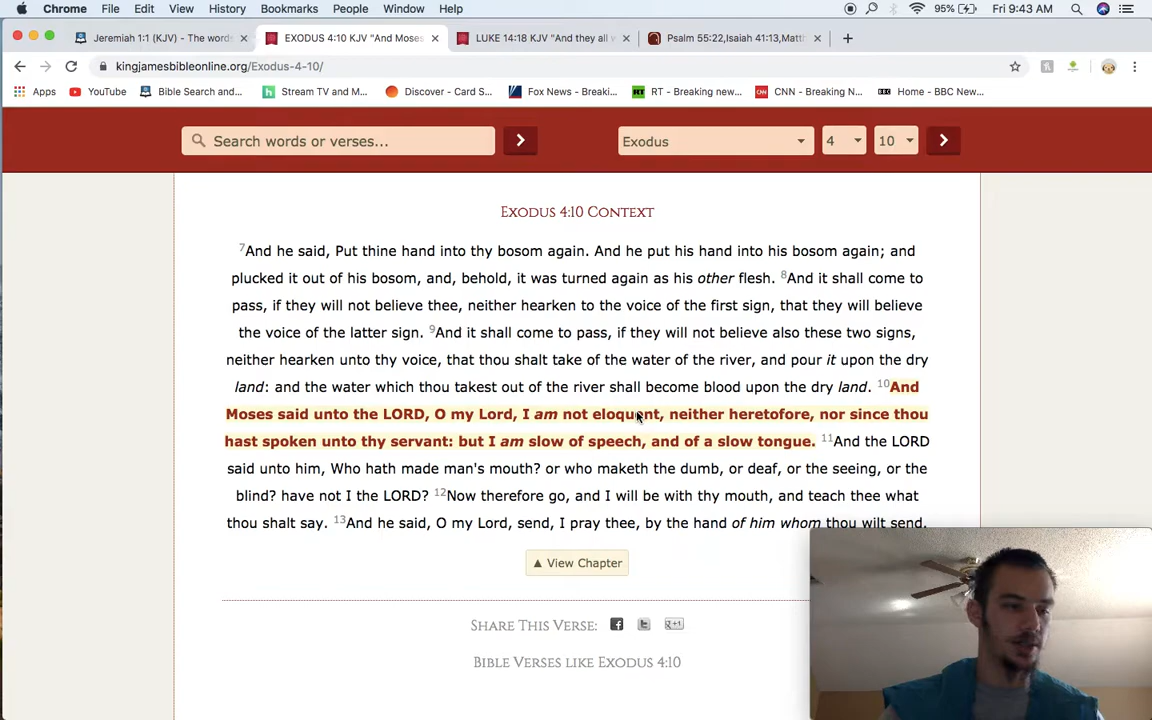 Chrome File Edit View History Bookmarks People Window Help 95% Fri 9:43 AM
Jeremiah 1:1 (KJV) - The words EXODUS 4:10 KJV "And Moses LUKE 14:18 KJV "And they all w Psalm 55:22,Isaiah 41:13,Matth
kingjamesbibleonline.org/Exodus-4-10/
Apps YouTube Bible Search and... Stream TV and M... Discover - Card S... Fox News - Breaki... RT - Breaking new... CNN - Breaking N... BBC Home - BBC New...
Search words or verses... Exodus 4 10
Exodus 4:10 Context
7And he said, Put thine hand into thy bosom again. And he put his hand into his bosom again; and
plucked it out of his bosom, and, behold, it was turned again as his other flesh. 8And it shall come to
pass, if they will not believe thee, neither hearken to the voice of the first sign, that they will believe
the voice of the latter sign. 9And it shall come to pass, if they will not believe also these two signs,
neither hearken unto thy voice, that thou shalt take of the water of the river, and pour it upon the dry
land: and the water which thou takest out of the river shall become blood upon the dry land. 10And
Moses said unto the LORD, O my Lord, I am not eloquent, neither heretofore, nor since thou
hast spoken unto thy servant: but I am slow of speech, and of a slow tongue. 11And the LORD
said unto him, Who hath made man's mouth? or who maketh the dumb, or deaf, or the seeing, or the
blind? have not I the LORD? 12Now therefore go, and I will be with thy mouth, and teach thee what
thou shalt say. 13And he said, O my Lord, send, I pray thee, by the hand of him whom thou wilt send.
▲ View Chapter
Share This Verse: g+1
Bible Verses like Exodus 4:10